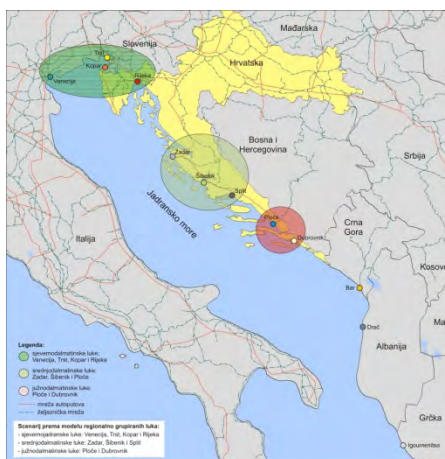 Mađarska
Slovenija
Hrvatska
Trst
Kopar
Venecija
Rijeka
Bosna i
Hercegovina
Srbija
Zadar
Šibenik
Split
Jadransko more
Ploče
Dubrovnik
Crna
Gora
Italija
Kosovo
Bar
Drač
Albanija
Grčka
Igoumenitsa
Legenda:
sjevernodalmatinske luke:
Venecija, Trst, Kopar i Rijeka
srednjodalmatinske luke:
Zadar, Šibenik i Ploče
južnodalmatinske luke:
Ploče i Dubrovnik
mreža autoputova
željeznička mreža
Scenarij prema modelu regionalno grupiranih luka:
- sjevernojadranske luke: Venecija, Trst, Kopar i Rijeka
- srednjodalmatinske luke: Zadar, Šibenik i Split
- južnodalmatinske luke: Ploče i Dubrovnik